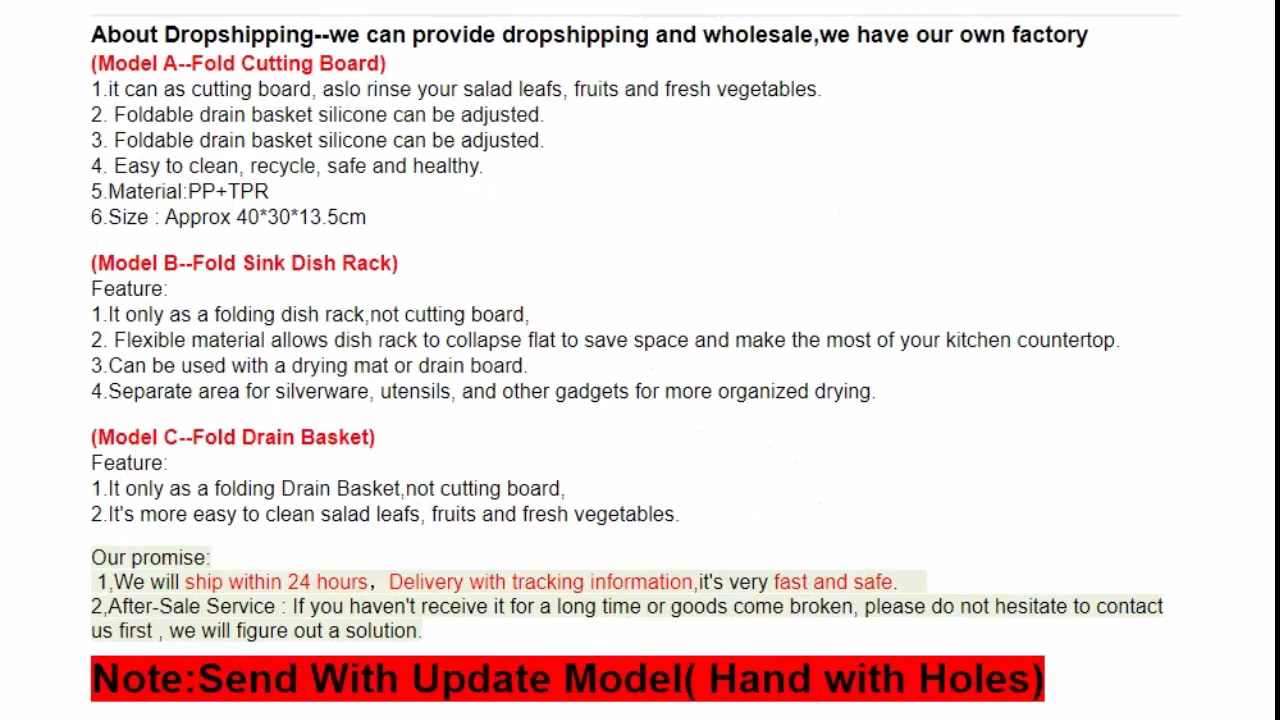 About Dropshipping--we can provide dropshipping and wholesale,we have our own factory
(Model A--Fold Cutting Board)
1.it can as cutting board, aslo rinse your salad leafs, fruits and fresh vegetables.
2. Foldable drain basket silicone can be adjusted.
3. Foldable drain basket silicone can be adjusted.
4. Easy to clean, recycle, safe and healthy.
5.Material:PP+TPR
6.Size : Approx 40*30*13.5cm
(Model B--Fold Sink Dish Rack)
Feature:
1.It only as a folding dish rack,not cutting board,
2. Flexible material allows dish rack to collapse flat to save space and make the most of your kitchen countertop.
3.Can be used with a drying mat or drain board.
4.Separate area for silverware, utensils, and other gadgets for more organized drying.
(Model C--Fold Drain Basket)
Feature:
1.It only as a folding Drain Basket,not cutting board,
2.It's more easy to clean salad leafs, fruits and fresh vegetables.
Our promise:
1,We will ship within 24 hours，Delivery with tracking information,it's very fast and safe.
2,After-Sale Service : If you haven't receive it for a long time or goods come broken, please do not hesitate to contact
us first , we will figure out a solution.
Note:Send With Update Model( Hand with Holes)